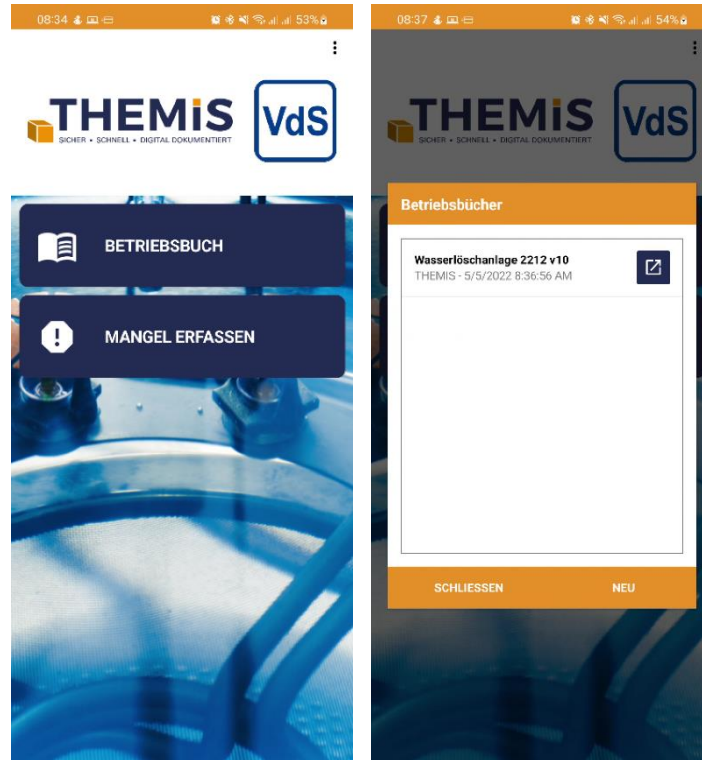 08:34
53%
THEMiS
SICHER • SCHNELL • DIGITAL DOKUMENTIERT
VdS
BETRIEBSBUCH
MANGEL ERFASSEN
08:37
54%
THEMiS
SICHER • SCHNELL • DIGITAL DOKUMENTIERT
VdS
Betriebsbücher
Wasserlöschanlage 2212 v10
THEMIS - 5/5/2022 8:36:56 AM
SCHLIESSEN
NEU